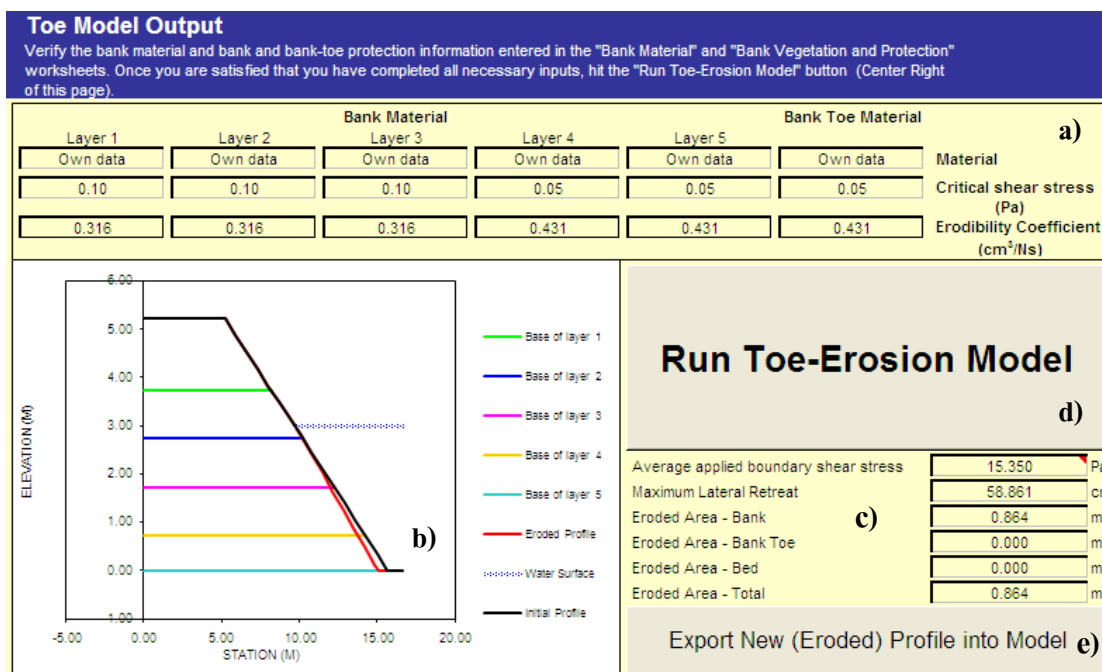 Toe Model Output
Verify the bank material and bank and bank-toe protection information entered in the "Bank Material" and "Bank Vegetation and Protection"
worksheets. Once you are satisfied that you have completed all necessary inputs, hit the "Run Toe-Erosion Model" button (Center Right
of this page).
Bank Material Bank Toe Material
a)
Layer 1 Layer 2 Layer 3 Layer 4 Layer 5
Own data Own data Own data Own data Own data Own data Material
0.10 0.10 0.10 0.05 0.05 0.05 Critical shear stress
(Pa)
0.316 0.316 0.316 0.431 0.431 0.431 Erodibility Coefficient
(cm³/Ns)
6.00
5.00
4.00
3.00
2.00
1.00
0.00
1.00
ELEVATION (M)
-5.00 0.00 5.00 10.00 15.00 20.00
STATION (M)
Base of layer 1
Base of layer 2
Base of layer 3
Base of layer 4
Base of layer 5
Eroded Profile
Water Surface
Initial Profile
b)
Run Toe-Erosion Model
d)
Average applied boundary shear stress 15.350 Pa
Maximum Lateral Retreat 58.861 cm
Eroded Area - Bank 0.864 m
Eroded Area - Bank Toe 0.000 m
Eroded Area - Bed 0.000 m
Eroded Area - Total 0.864 m
c)
Export New (Eroded) Profile into Model
e)